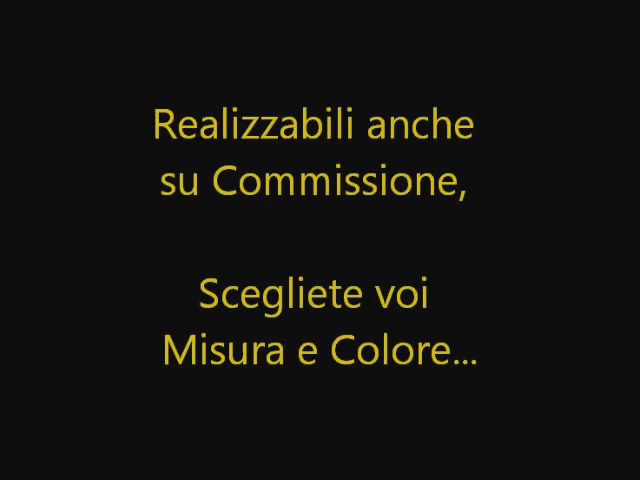 Realizzabili anche
su Commissione,
Scegliete voi
Misura e Colore...